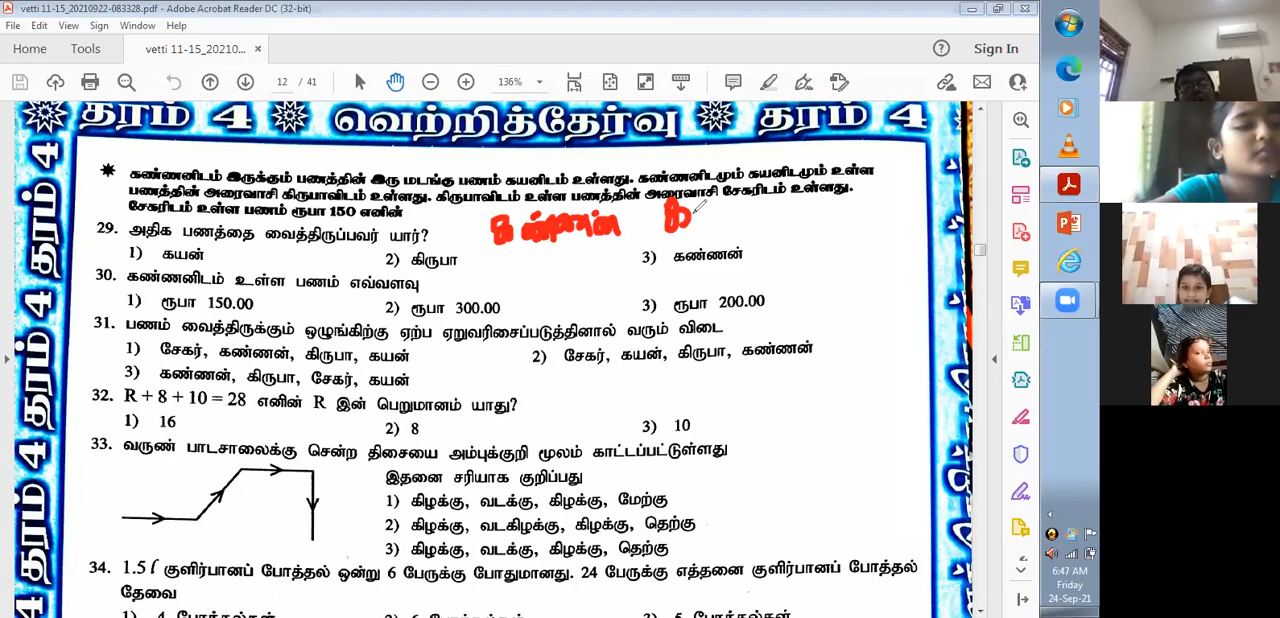 vetti 11-15_20210922-083328.pdf - Adobe Acrobat Reader DC (32-bit)
File Edit View Sign Window Help
Home Tools vetti 11-15_20210... × Sign In
12 / 41 136%
தரம் 4 வெற்றித்தேர்வு தரம் 4
கண்ணனிடம் இருக்கும் பணத்தின் இரு மடங்கு பணம் கயனிடம் உள்ளது. கண்ணனிடமும் கயனிடமும் உள்ள
பணத்தின் அரைவாசி கிருபாவிடம் உள்ளது. கிருபாவிடம் உள்ள பணத்தின் அரைவாசி சேகரிடம் உள்ளது.
சேகரிடம் உள்ள பணம் ரூபா 150 எனின்
கண்ணன் க
29. அதிக பணத்தை வைத்திருப்பவர் யார்?
1) கயன் 2) கிருபா 3) கண்ணன்
30. கண்ணனிடம் உள்ள பணம் எவ்வளவு
1) ரூபா 150.00 2) ரூபா 300.00 3) ரூபா 200.00
31. பணம் வைத்திருக்கும் ஒழுங்கிற்கு ஏற்ப ஏறுவரிசைப்படுத்தினால் வரும் விடை
1) சேகர், கண்ணன், கிருபா, கயன் 2) சேகர், கயன், கிருபா, கண்ணன்
3) கண்ணன், கிருபா, சேகர், கயன்
32. R + 8 + 10 = 28 எனின் R இன் பெறுமானம் யாது?
1) 16 2) 8 3) 10
33. வருண் பாடசாலைக்கு சென்ற திசையை அம்புக்குறி மூலம் காட்டப்பட்டுள்ளது
இதனை சரியாக குறிப்பது
1) கிழக்கு, வடக்கு, கிழக்கு, மேற்கு
2) கிழக்கு, வடகிழக்கு, கிழக்கு, தெற்கு
3) கிழக்கு, வடக்கு, கிழக்கு, தெற்கு
34. 1.5 l குளிர்பானப் போத்தல் ஒன்று 6 பேருக்கு போதுமானது. 24 பேருக்கு எத்தனை குளிர்பானப் போத்தல்
தேவை
தரம் 4 தரம் 4 தரம் 4
6:47 AM
Friday
24-Sep-21